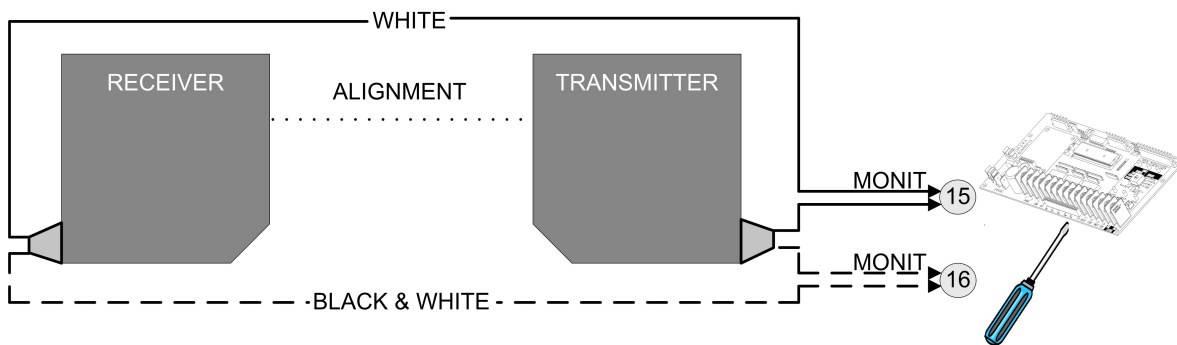 WHITE
RECEIVER
TRANSMITTER
ALIGNMENT
MONIT
15
MONIT
16
BLACK & WHITE